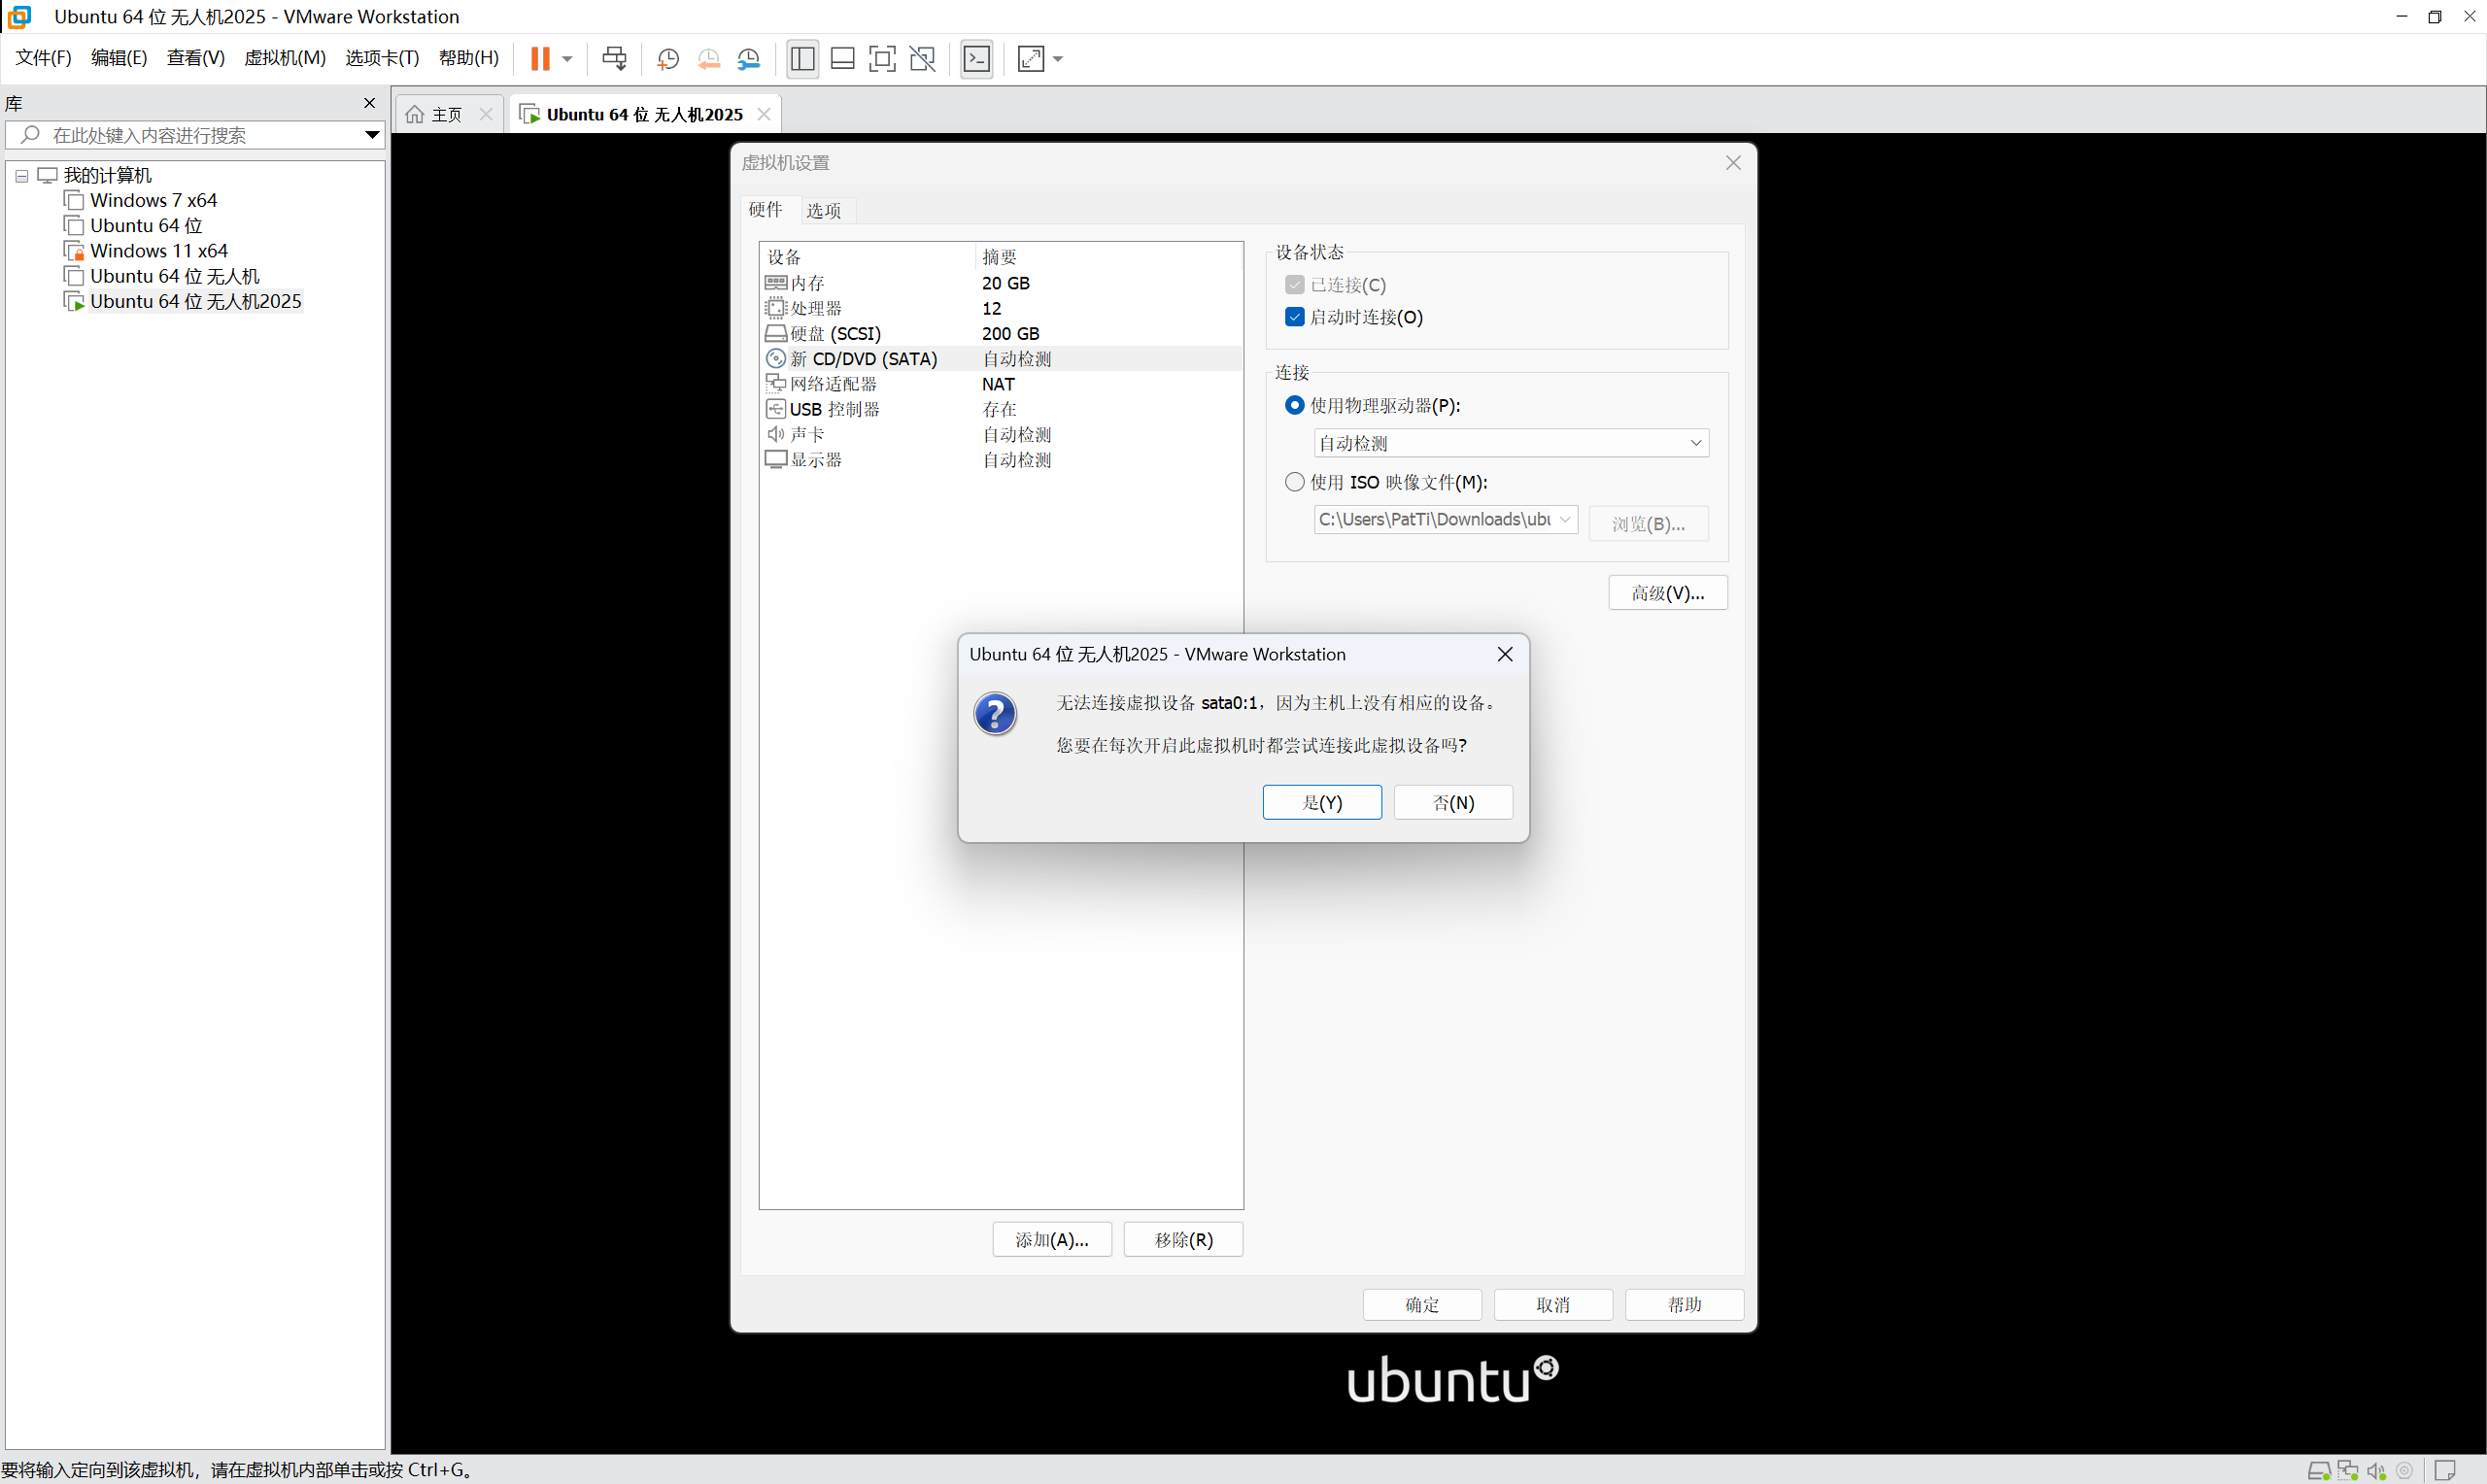 Ubuntu 64 位 无人机2025 - VMware Workstation
文件(F) 编辑(E) 查看(V) 虚拟机(M) 选项卡(T) 帮助(H)
库
在此处键入内容进行搜索
我的计算机
Windows 7 x64
Ubuntu 64 位
Windows 11 x64
Ubuntu 64 位 无人机
Ubuntu 64 位 无人机2025
主页
Ubuntu 64 位 无人机2025
虚拟机设置
硬件 选项
设备 摘要
内存 20 GB
处理器 12
硬盘 (SCSI) 200 GB
新 CD/DVD (SATA) 自动检测
网络适配器 NAT
USB 控制器 存在
声卡 自动检测
显示器 自动检测
设备状态
已连接(C)
启动时连接(O)
连接
使用物理驱动器(P):
自动检测
使用 ISO 映像文件(M):
C:\Users\PatTi\Downloads\ubu
浏览(B)...
高级(V)...
Ubuntu 64 位 无人机2025 - VMware Workstation
无法连接虚拟设备 sata0:1，因为主机上没有相应的设备。
您要在每次开启此虚拟机时都尝试连接此虚拟设备吗?
是(Y) 否(N)
添加(A)... 移除(R)
确定 取消 帮助
ubuntu
要将输入定向到该虚拟机，请在虚拟机内部单击或按 Ctrl+G。